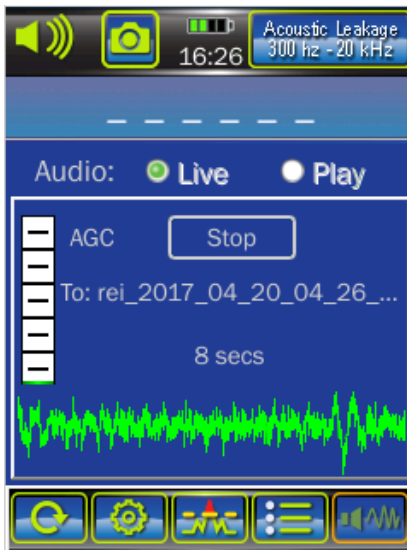 Acoustic Leakage
16:26 300 hz - 20 kHz
_ _ _ _ _ _
Audio: Live Play
AGC Stop
To: rei_2017_04_20_04_26_...
8 secs